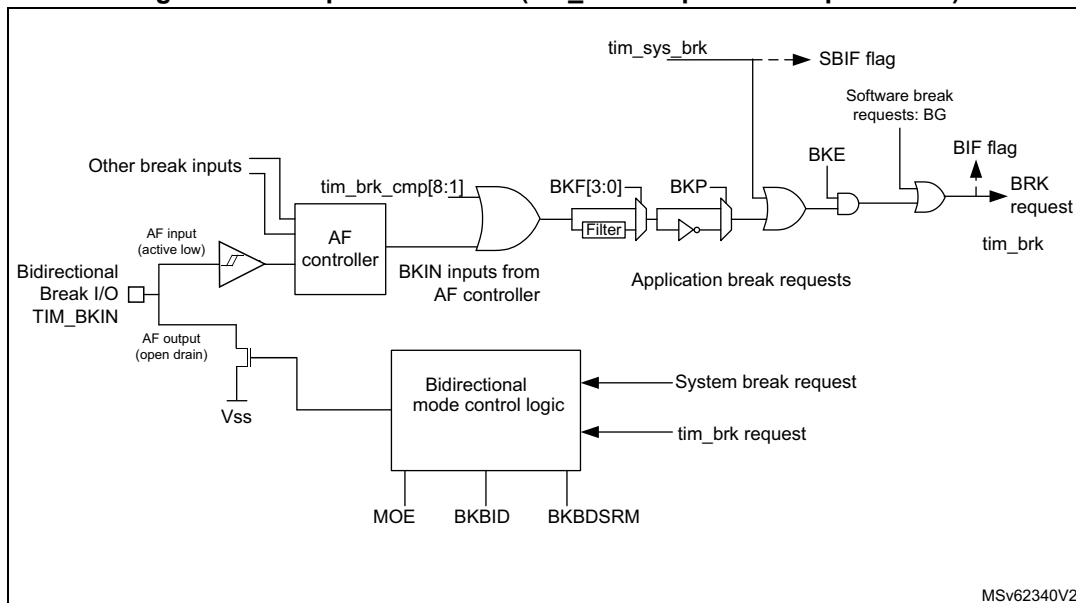 tim_sys_brk
SBIF flag
Software break
requests: BG
BIF flag
BKE
BRK
request
tim_brk
Other break inputs
tim_brk_cmp[8:1]
BKF[3:0]
BKP
Filter
AF
controller
AF input
(active low)
BKIN inputs from
AF controller
Application break requests
Bidirectional
Break I/O
TIM_BKIN
AF output
(open drain)
Vss
Bidirectional
mode control logic
System break request
tim_brk request
MOE
BKBID
BKBDSRM
MSv62340V2